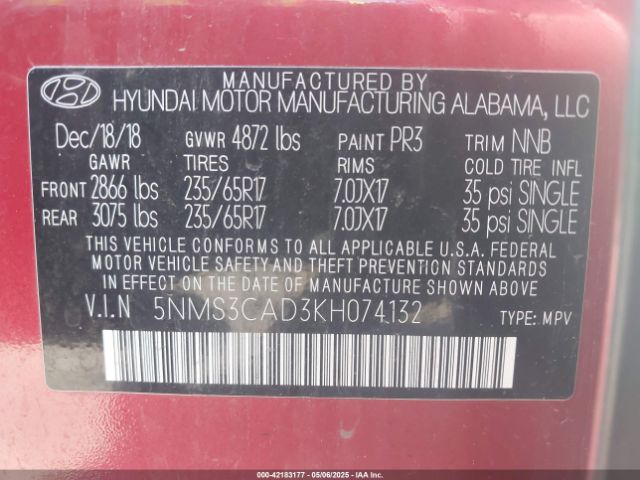 MANUFACTURED BY
HYUNDAI MOTOR MANUFACTURING ALABAMA, LLC
Dec/18/18 GVWR 4872 lbs PAINT PR3 TRIM NNB
GAWR TIRES RIMS COLD TIRE INFL
FRONT 2866 lbs 235/65R17 7.0JX17 35 psi SINGLE
REAR 3075 lbs 235/65R17 7.0JX17 35 psi SINGLE
THIS VEHICLE CONFORMS TO ALL APPLICABLE U.S.A. FEDERAL
MOTOR VEHICLE SAFETY AND THEFT PREVENTION STANDARDS
IN EFFECT ON THE DATE OF MANUFACTURE SHOWN ABOVE.
V.I.N 5NMS3CAD3KH074132 TYPE: MPV
000-42183177 - 05/06/2025 - IAAI.COM